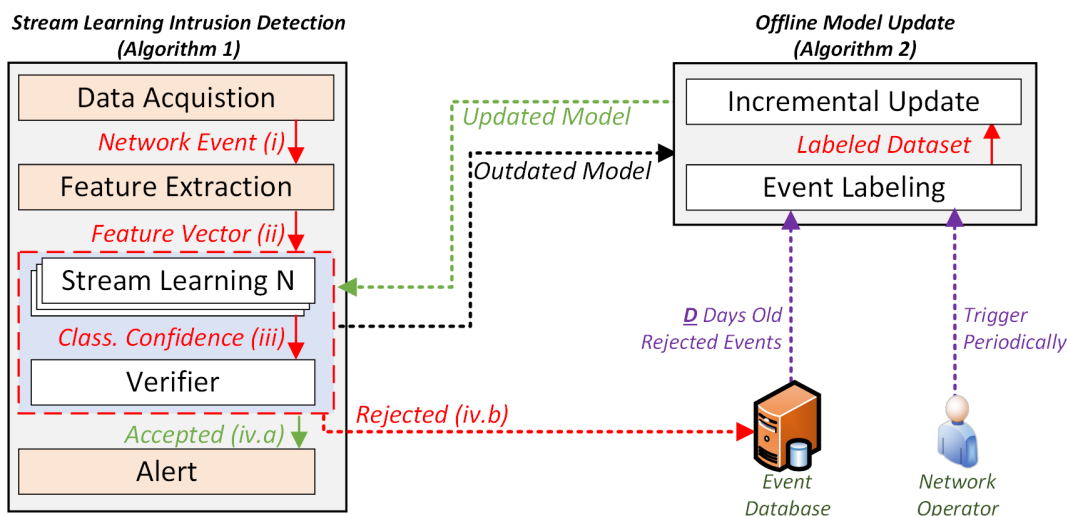 Stream Learning Intrusion Detection
(Algorithm 1)
Data Acquistion
Network Event (i)
Feature Extraction
Feature Vector (ii)
Stream Learning N
Class. Confidence (iii)
Verifier
Accepted (iv.a)
Alert
Rejected (iv.b)
Updated Model
Outdated Model
Offline Model Update
(Algorithm 2)
Incremental Update
Labeled Dataset
Event Labeling
D Days Old
Rejected Events
Trigger
Periodically
Event
Database
Network
Operator